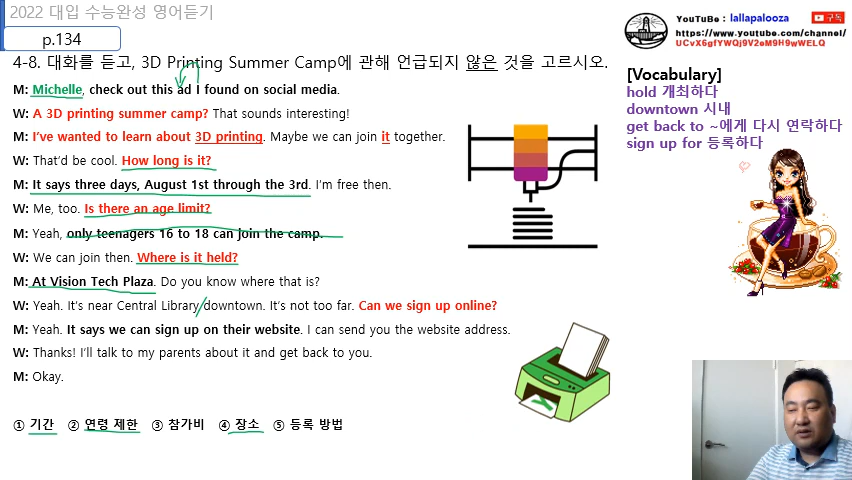 2022 대입 수능완성 영어듣기
p.134
4-8. 대화를 듣고, 3D Printing Summer Camp에 관해 언급되지 않은 것을 고르시오.
M: Michelle, check out this ad I found on social media.
W: A 3D printing summer camp? That sounds interesting!
M: I’ve wanted to learn about 3D printing. Maybe we can join it together.
W: That’d be cool. How long is it?
M: It says three days, August 1st through the 3rd. I’m free then.
W: Me, too. Is there an age limit?
M: Yeah, only teenagers 16 to 18 can join the camp.
W: We can join then. Where is it held?
M: At Vision Tech Plaza. Do you know where that is?
W: Yeah. It’s near Central Library downtown. It’s not too far. Can we sign up online?
M: Yeah. It says we can sign up on their website. I can send you the website address.
W: Thanks! I’ll talk to my parents about it and get back to you.
M: Okay.
① 기간 ② 연령 제한 ③ 참가비 ④ 장소 ⑤ 등록 방법
YouTuBe : lallapalooza 구독
https://www.youtube.com/channel/
UCvX6gfYWQj9V2eM9H9wWELQ
[Vocabulary]
hold 개최하다
downtown 시내
get back to ~에게 다시 연락하다
sign up for 등록하다